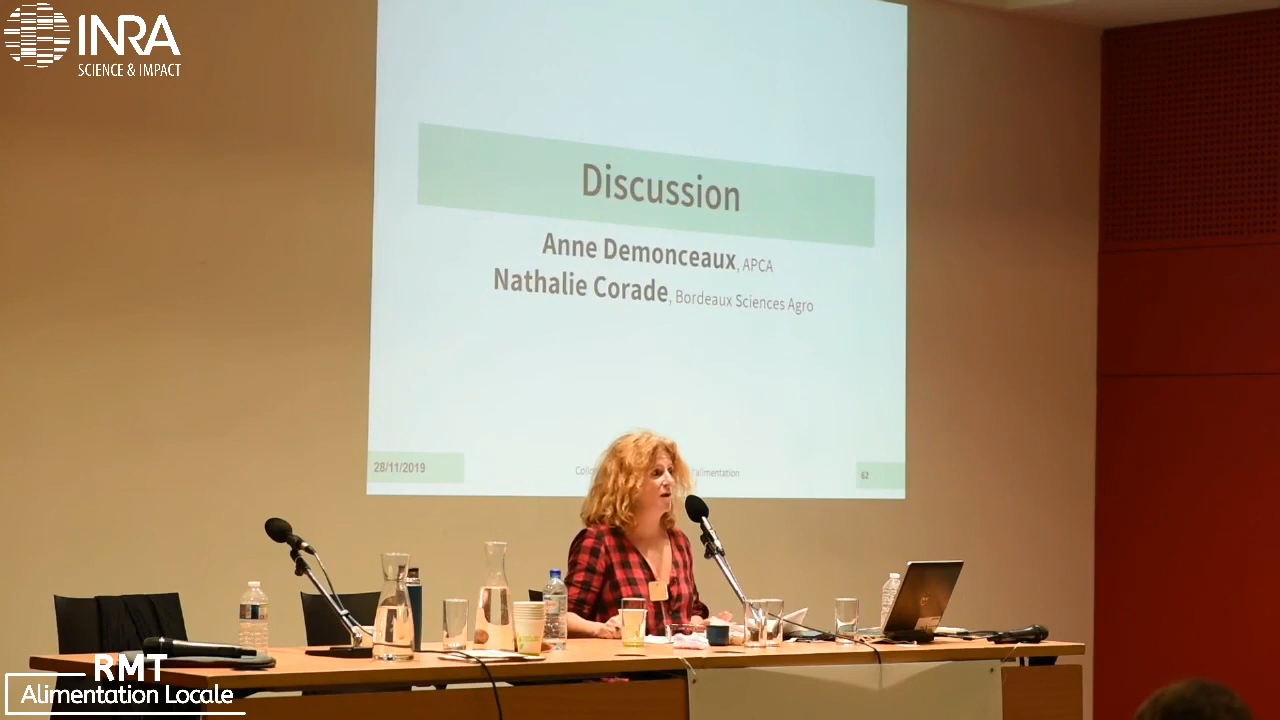 INRA
SCIENCE & IMPACT
Discussion
Anne Demonceaux, APCA
Nathalie Corade, Bordeaux Sciences Agro
28/11/2019
l'alimentation
62
RMT
Alimentation Locale